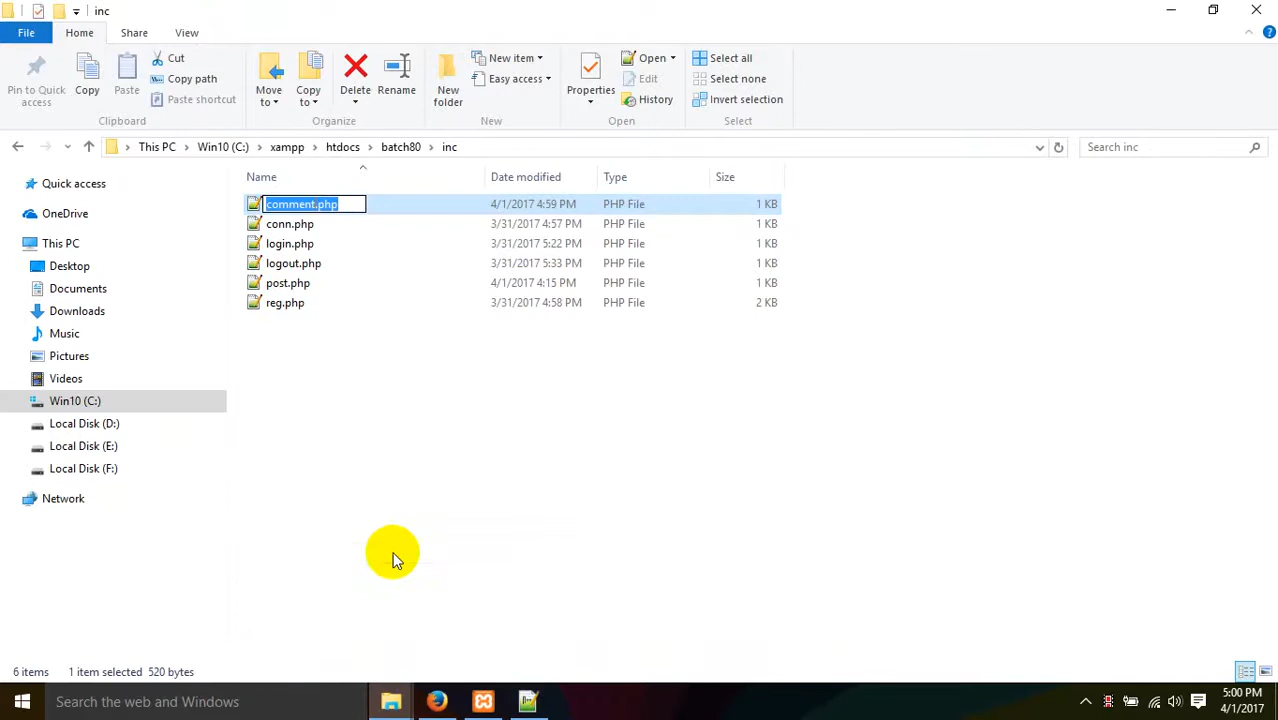 inc
File Home Share View
Pin to Quick access
Copy
Paste
Cut
Copy path
Paste shortcut
Clipboard
Move to
Copy to
Delete
Rename
Organize
New folder
New item
Easy access
New
Properties
Open
Edit
History
Open
Select all
Select none
Invert selection
Select
This PC Win10 (C:) xampp htdocs batch80 inc
Search inc
Name Date modified Type Size
comment.php 4/1/2017 4:59 PM PHP File 1 KB
conn.php 3/31/2017 4:57 PM PHP File 1 KB
login.php 3/31/2017 5:22 PM PHP File 1 KB
logout.php 3/31/2017 5:33 PM PHP File 1 KB
post.php 4/1/2017 4:15 PM PHP File 1 KB
reg.php 3/31/2017 4:58 PM PHP File 2 KB
Quick access
OneDrive
This PC
Desktop
Documents
Downloads
Music
Pictures
Videos
Win10 (C:)
Local Disk (D:)
Local Disk (E:)
Local Disk (F:)
Network
6 items 1 item selected 520 bytes
Search the web and Windows
5:00 PM
4/1/2017